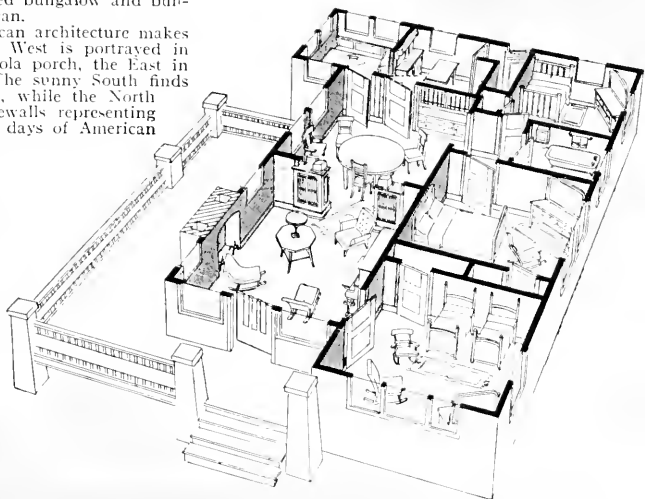 bungalow and bun-
an.
can architecture makes
West is portrayed in
ola porch, the East in
The sunny South finds
, while the North
ewalls representing
days of American